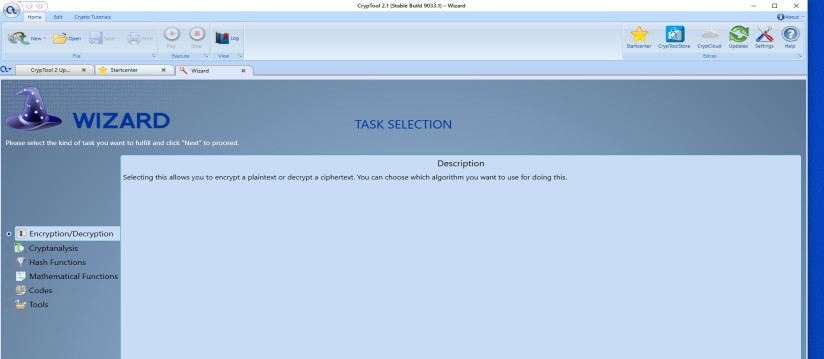 CrypTool 2.1 (Stable Build 9033.1) – Wizard
Home Edit Crypto Tutorials About
New Open Save Print Play Stop Log Startcenter CrypToolStore CrypCloud Updates Settings Help
File Execute View Extras
CrypTool 2 Up... Startcenter Wizard
WIZARD
TASK SELECTION
Please select the kind of task you want to fulfill and click "Next" to proceed.
Description
Selecting this allows you to encrypt a plaintext or decrypt a ciphertext. You can choose which algorithm you want to use for doing this.
Encryption/Decryption
Cryptanalysis
Hash Functions
Mathematical Functions
Codes
Tools